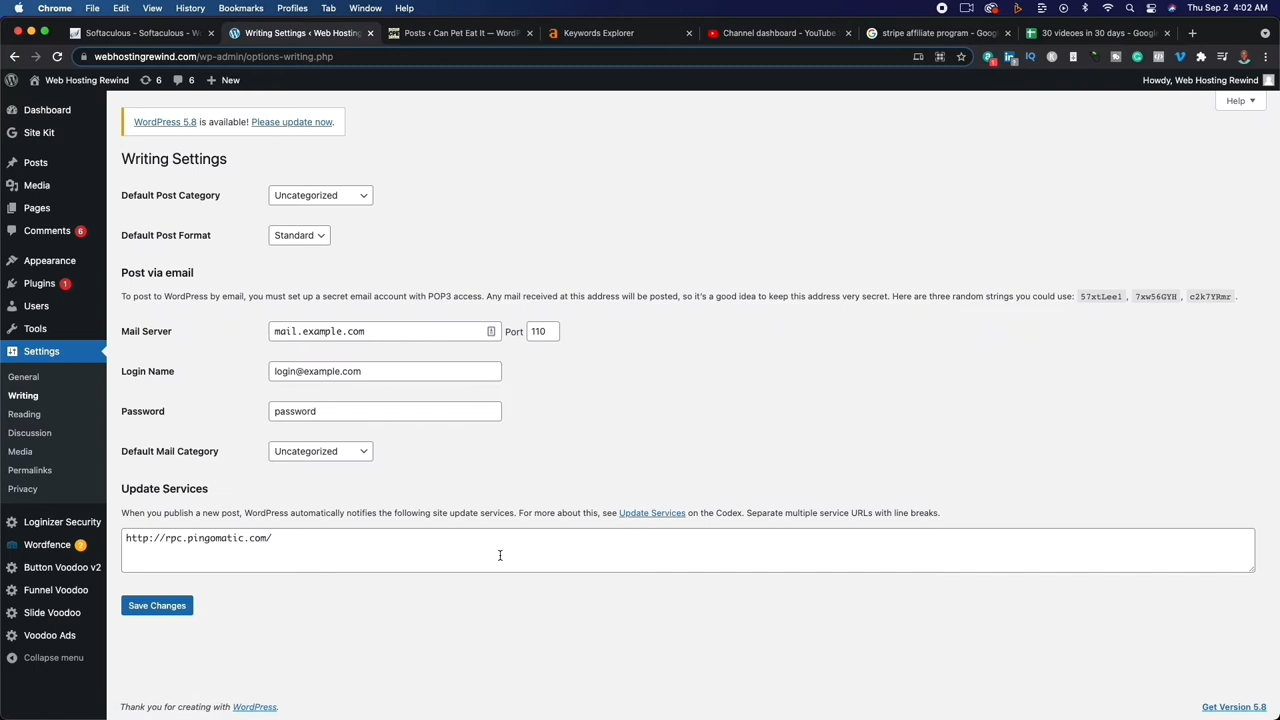 Chrome File Edit View History Bookmarks Profiles Tab Window Help Thu Sep 2 4:02 AM
Softaculous - Softaculous - W Writing Settings ‹ Web Hosting Posts ‹ Can Pet Eat It — WordP Keywords Explorer Channel dashboard - YouTube stripe affiliate program - Goog 30 videoes in 30 days - Googl
webhostingrewind.com/wp-admin/options-writing.php
Web Hosting Rewind 6 6 + New Howdy, Web Hosting Rewind
Help
Dashboard
Site Kit
Posts
Media
Pages
Comments 6
Appearance
Plugins 1
Users
Tools
Settings
General
Writing
Reading
Discussion
Media
Permalinks
Privacy
Loginizer Security
Wordfence 2
Button Voodoo v2
Funnel Voodoo
Slide Voodoo
Voodoo Ads
Collapse menu
WordPress 5.8 is available! Please update now.
Writing Settings
Default Post Category Uncategorized
Default Post Format Standard
Post via email
To post to WordPress by email, you must set up a secret email account with POP3 access. Any mail received at this address will be posted, so it's a good idea to keep this address very secret. Here are three random strings you could use: 57xtLeel , 7xw56GYH , c2k7YRmr .
Mail Server mail.example.com Port 110
Login Name login@example.com
Password password
Default Mail Category Uncategorized
Update Services
When you publish a new post, WordPress automatically notifies the following site update services. For more about this, see Update Services on the Codex. Separate multiple service URLs with line breaks.
http://rpc.pingomatic.com/
Save Changes
Thank you for creating with WordPress. Get Version 5.8